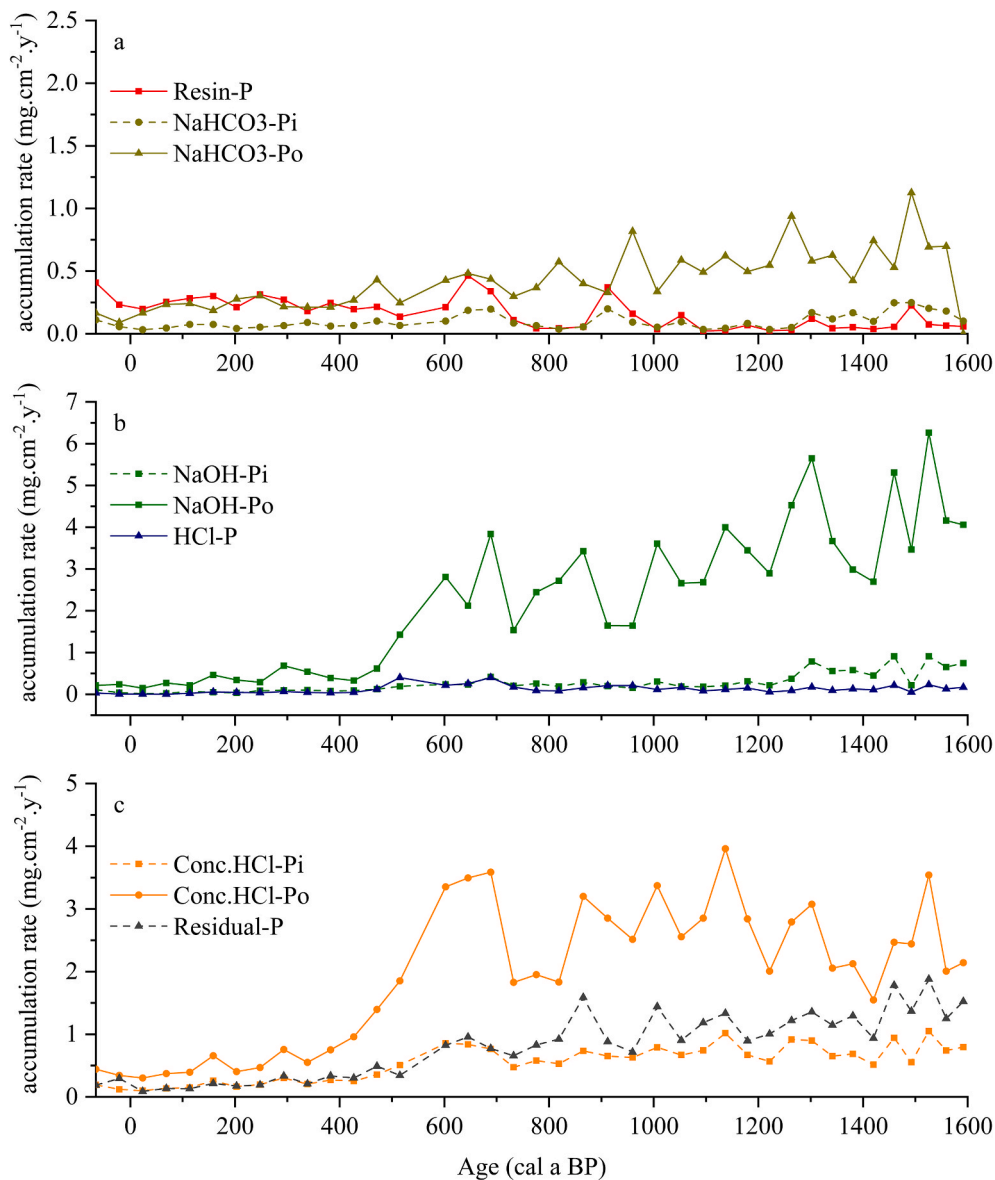 a
Resin-P
NaHCO3-Pi
NaHCO3-Po
accumulation rate (mg.cm⁻².y⁻¹)
2.5
2.0
1.5
1.0
0.5
0.0
0 200 400 600 800 1000 1200 1400 1600
b
NaOH-Pi
NaOH-Po
HCl-P
accumulation rate (mg.cm⁻².y⁻¹)
7
6
5
4
3
2
1
0
0 200 400 600 800 1000 1200 1400 1600
c
Conc.HCl-Pi
Conc.HCl-Po
Residual-P
accumulation rate (mg.cm⁻².y⁻¹)
5
4
3
2
1
0
0 200 400 600 800 1000 1200 1400 1600
Age (cal a BP)